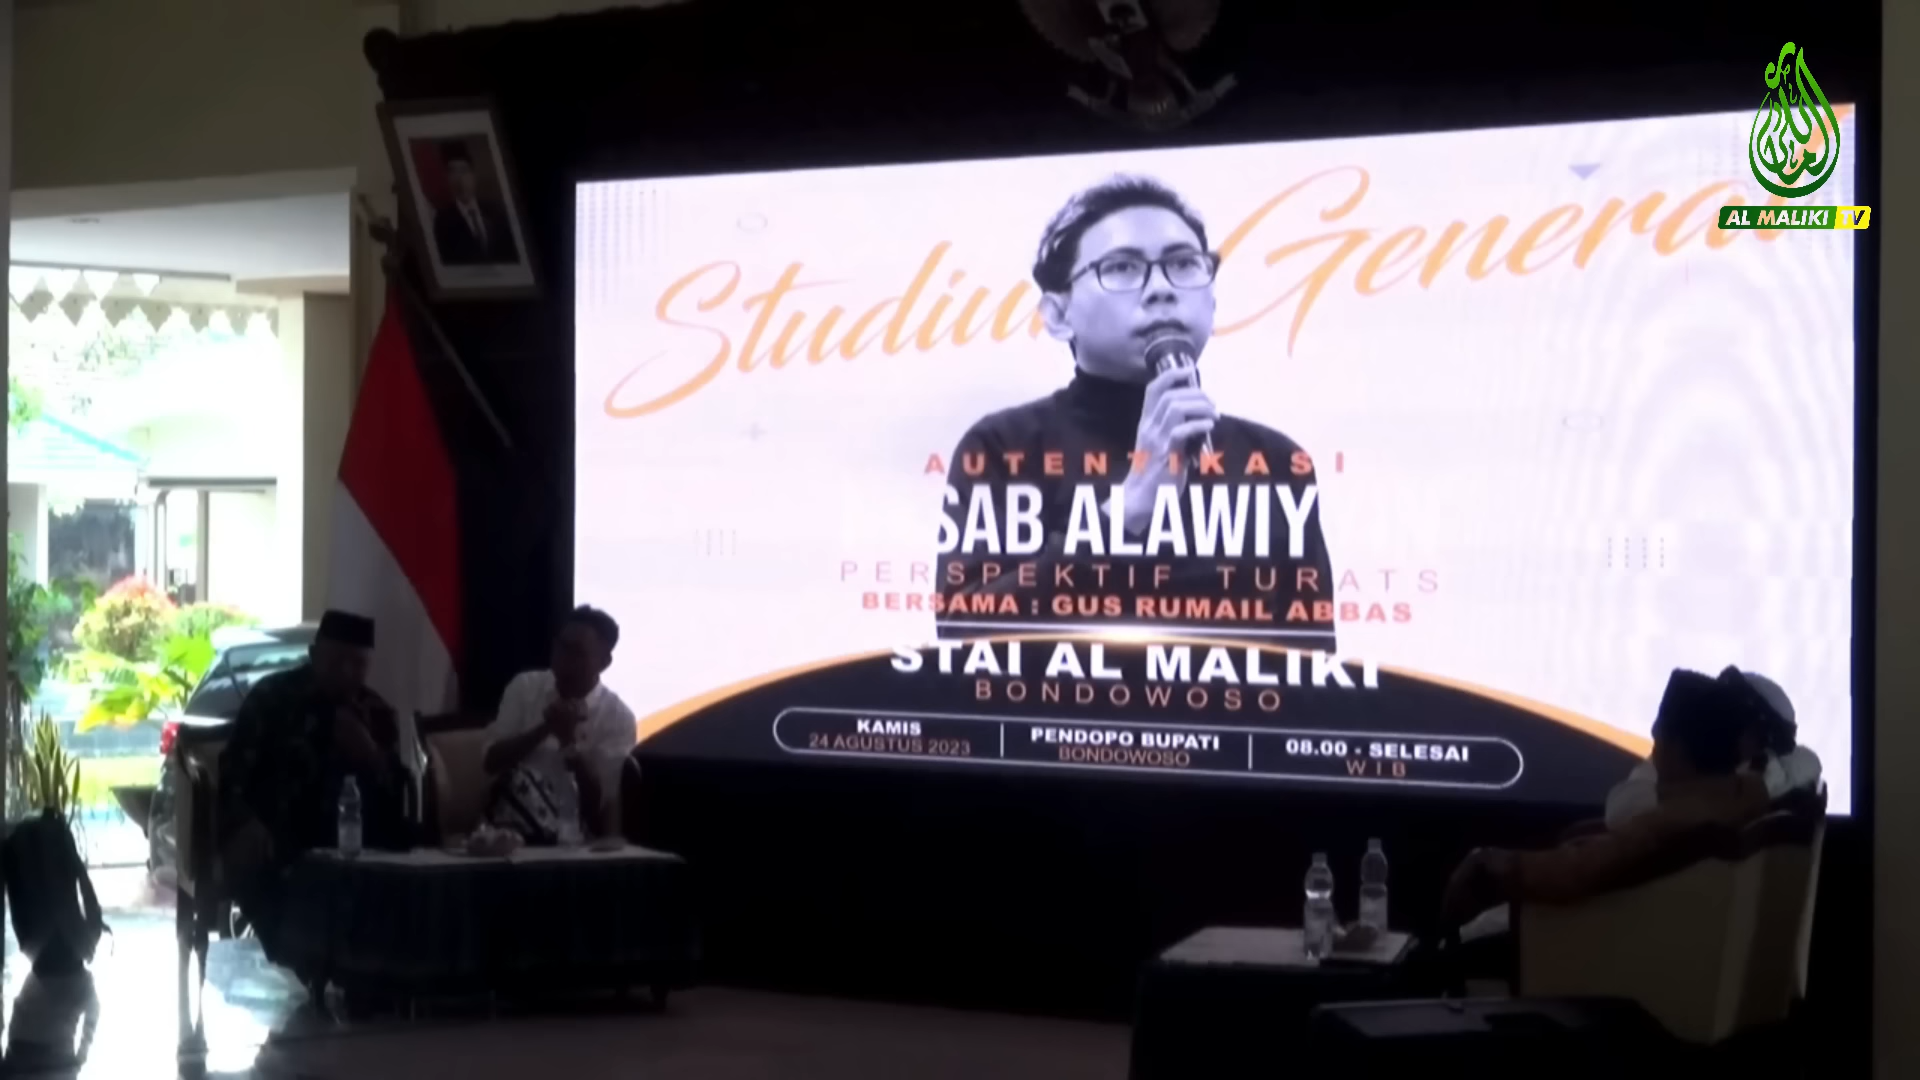 AL MALIKI TV
Studium General
AUTENTIKASI
SAB ALAWIY
PERSPEKTIF TURATS
BERSAMA : GUS RUMAIL ABBAS
STAI AL MALIKI
BONDOWOSO
KAMIS
24 AGUSTUS 2023
PENDOPO BUPATI
BONDOWOSO
08.00 - SELESAI
WIB